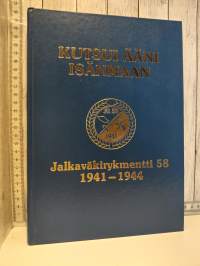 KUTSUI ÄÄNI
ISÄNMAAN
Jalkaväkirykmentti 58
1941–1944